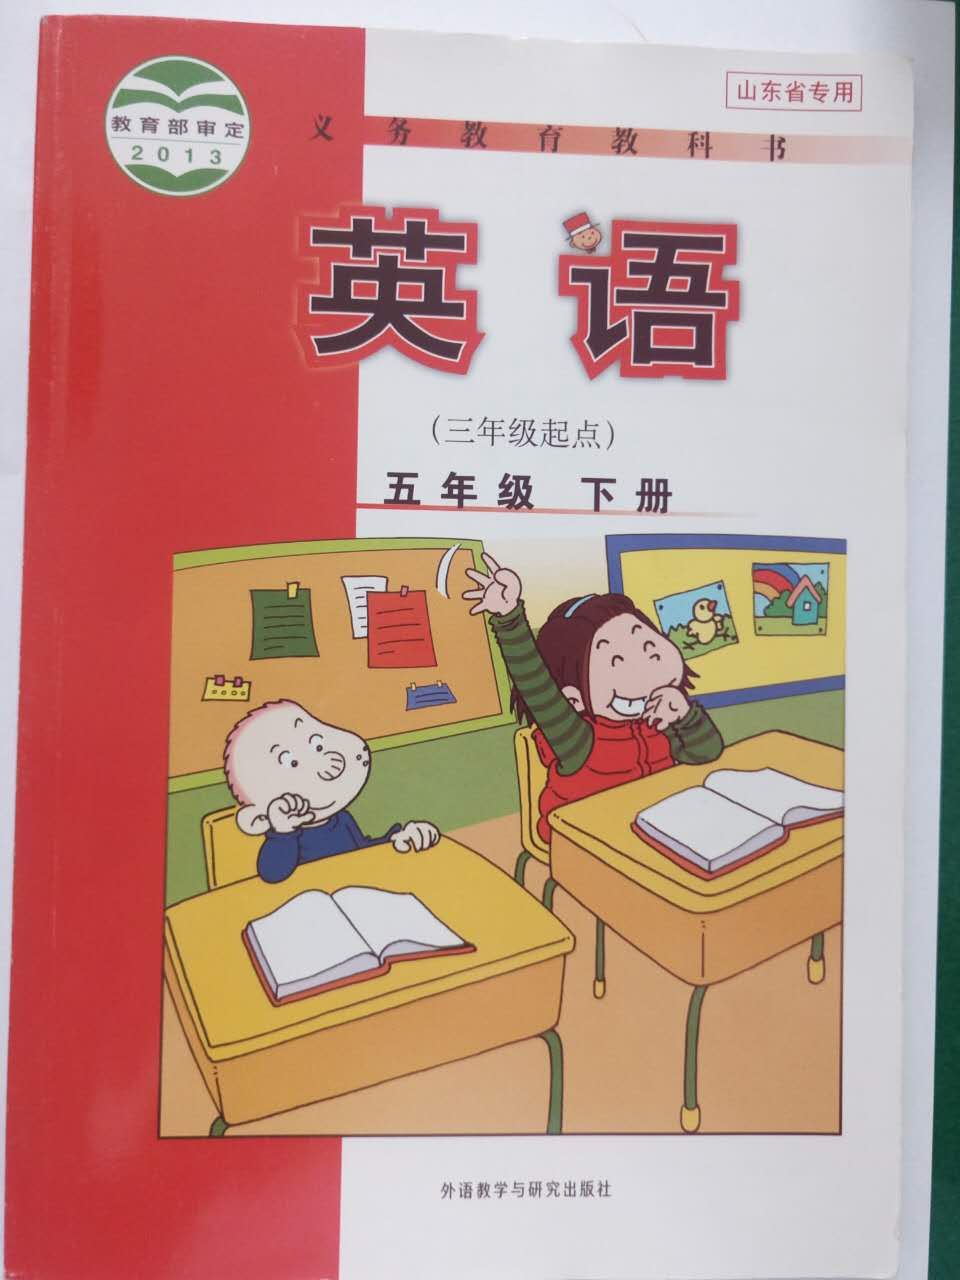 山东省专用
教育部审定
2013
义务教育教科书
英语
（三年级起点）
五年级 下册
外语教学与研究出版社